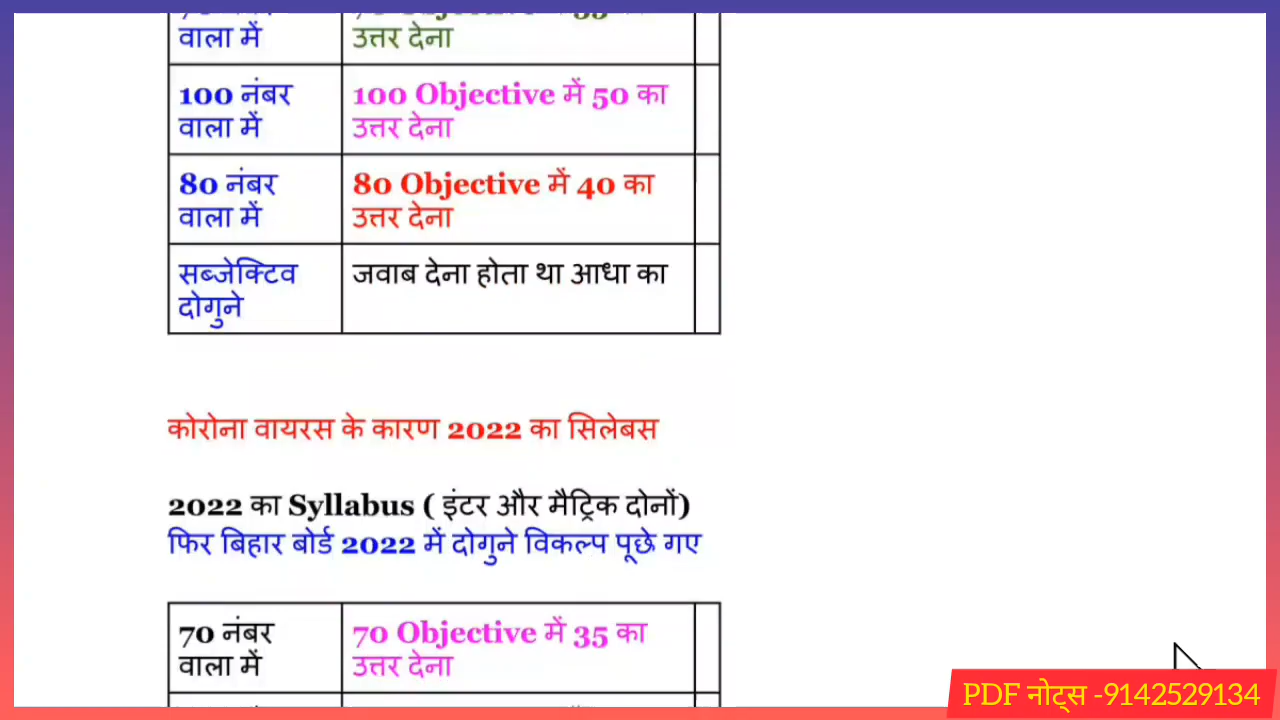 वाला में
उत्तर देना
100 नंबर
वाला में
100 Objective में 50 का
उत्तर देना
80 नंबर
वाला में
80 Objective में 40 का
उत्तर देना
सब्जेक्टिव
दोगुने
जवाब देना होता था आधा का
कोरोना वायरस के कारण 2022 का सिलेबस
2022 का Syllabus ( इंटर और मैट्रिक दोनों)
फिर बिहार बोर्ड 2022 में दोगुने विकल्प पूछे गए
70 नंबर
वाला में
70 Objective में 35 का
उत्तर देना
PDF नोट्स -9142529134